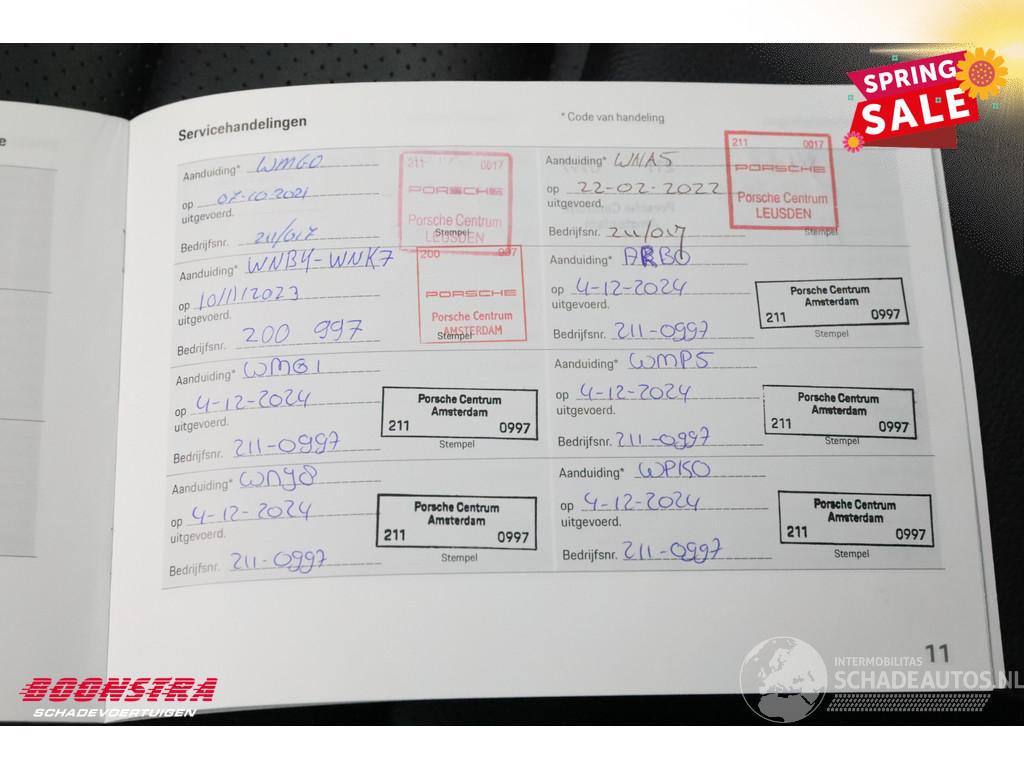 SPRING
SALE
e
Servicehandelingen
* Code van handeling
Aanduiding* WMG0
op 07-10-2021
uitgevoerd.
Bedrijfsnr. 211/017
211 0017
PORSCHE
Porsche Centrum
LEUSDEN
Stempel
Aanduiding* WNA5
op 22-02-2022
uitgevoerd.
Bedrijfsnr. 211/017
211 0017
PORSCHE
Porsche Centrum
LEUSDEN
Stempel
Aanduiding* WNB4-WNK7
op 10/11/2023
uitgevoerd.
Bedrijfsnr. 200 997
200 997
PORSCHE
Porsche Centrum
AMSTERDAM
Stempel
Aanduiding* ARB0
op 4-12-2024
uitgevoerd.
Bedrijfsnr. 211-0997
Porsche Centrum
Amsterdam
211 0997
Stempel
Aanduiding* WMG1
op 4-12-2024
uitgevoerd.
Bedrijfsnr. 211-0997
Porsche Centrum
Amsterdam
211 0997
Stempel
Aanduiding* WMP5
op 4-12-2024
uitgevoerd.
Bedrijfsnr. 211-0997
Porsche Centrum
Amsterdam
211 0997
Stempel
Aanduiding* WNY8
op 4-12-2024
uitgevoerd.
Bedrijfsnr. 211-0997
Porsche Centrum
Amsterdam
211 0997
Stempel
Aanduiding* WPK0
op 4-12-2024
uitgevoerd.
Bedrijfsnr. 211-0997
Porsche Centrum
Amsterdam
211 0997
Stempel
11
BOONSTRA
SCHADEVOERTUIGEN
INTERMOBILITAS
SCHADEAUTOS.NL